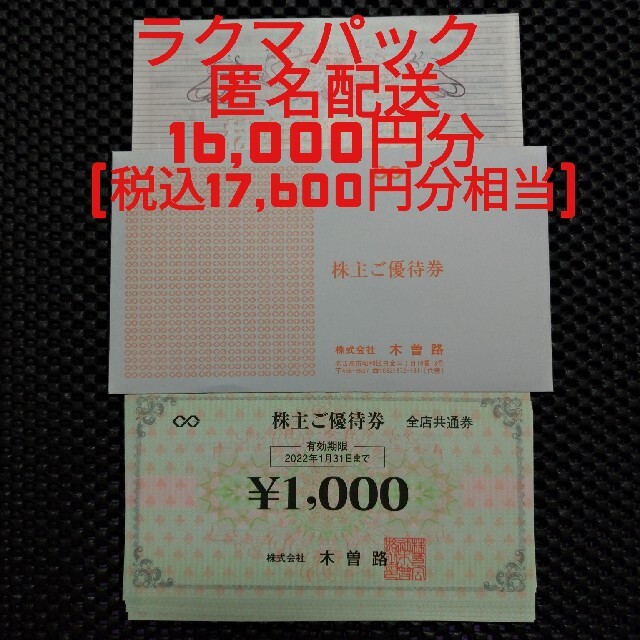 ラクマパック
匿名配送
16,000円分
[税込17,600円分相当]
株主ご優待券
株式会社 木曽路
株主ご優待券 全店共通券
有効期限
2022年1月31日まで
¥1,000
株式会社 木曽路